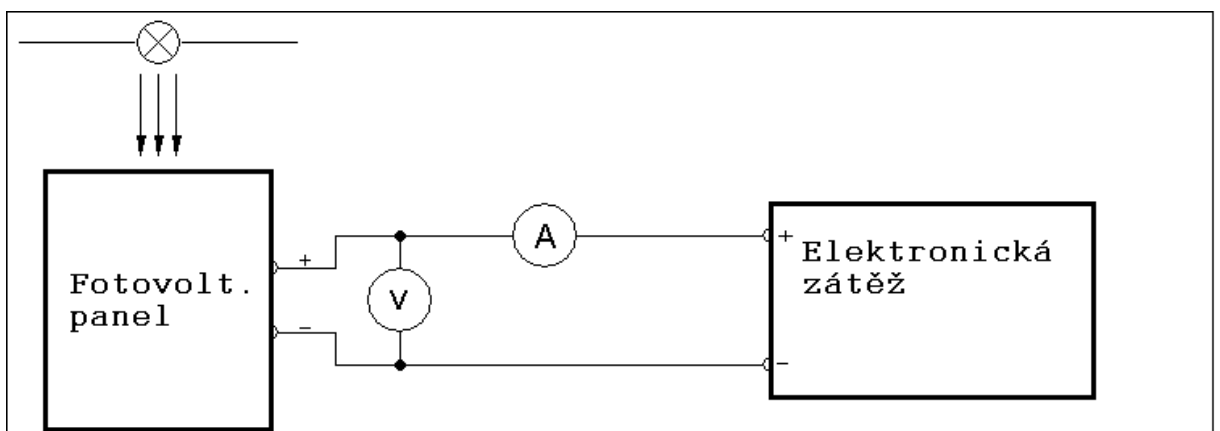 Fotovolt.
panel
+
−
V
A
+
−
Elektronická
zátěž